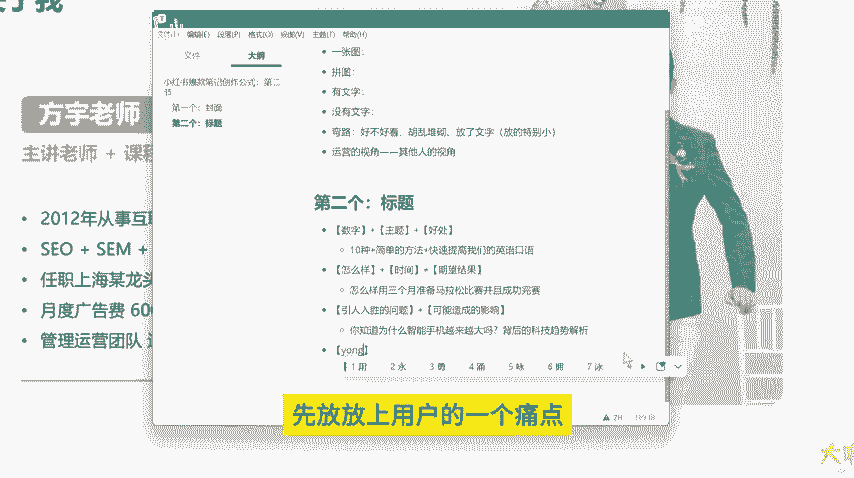 方宇老师
主讲老师 + 课程
2012年从事互联
SEO + SEM +
任职上海某龙头
月度广告费 600
管理运营团队
文件(F) 编辑(E) 段落(P) 格式(O) 视图(V) 主题(T) 帮助(H)
文件 大纲
小红书爆款笔记创作公式：第二
第一个：封面
第二个：标题
一张图：
拼图：
有文字：
没有文字：
弯路：好不好看、胡乱堆砌、放了文字（放的特别小）
运营的视角——其他人的视角
第二个：标题
【数字】+【主题】+【好处】
10种+简单的方法+快速提高我们的英语口语
【怎么样】+【时间】+【期望结果】
怎么样用三个月准备马拉松比赛并且成功完赛
【引人入胜的问题】+【可能造成的影响】
你知道为什么智能手机越来越大吗？背后的科技趋势解析
【yong】
1 用 2 永 3 勇 4 涌 5 咏 6 拥 7 泳
先放放上用户的一个痛点